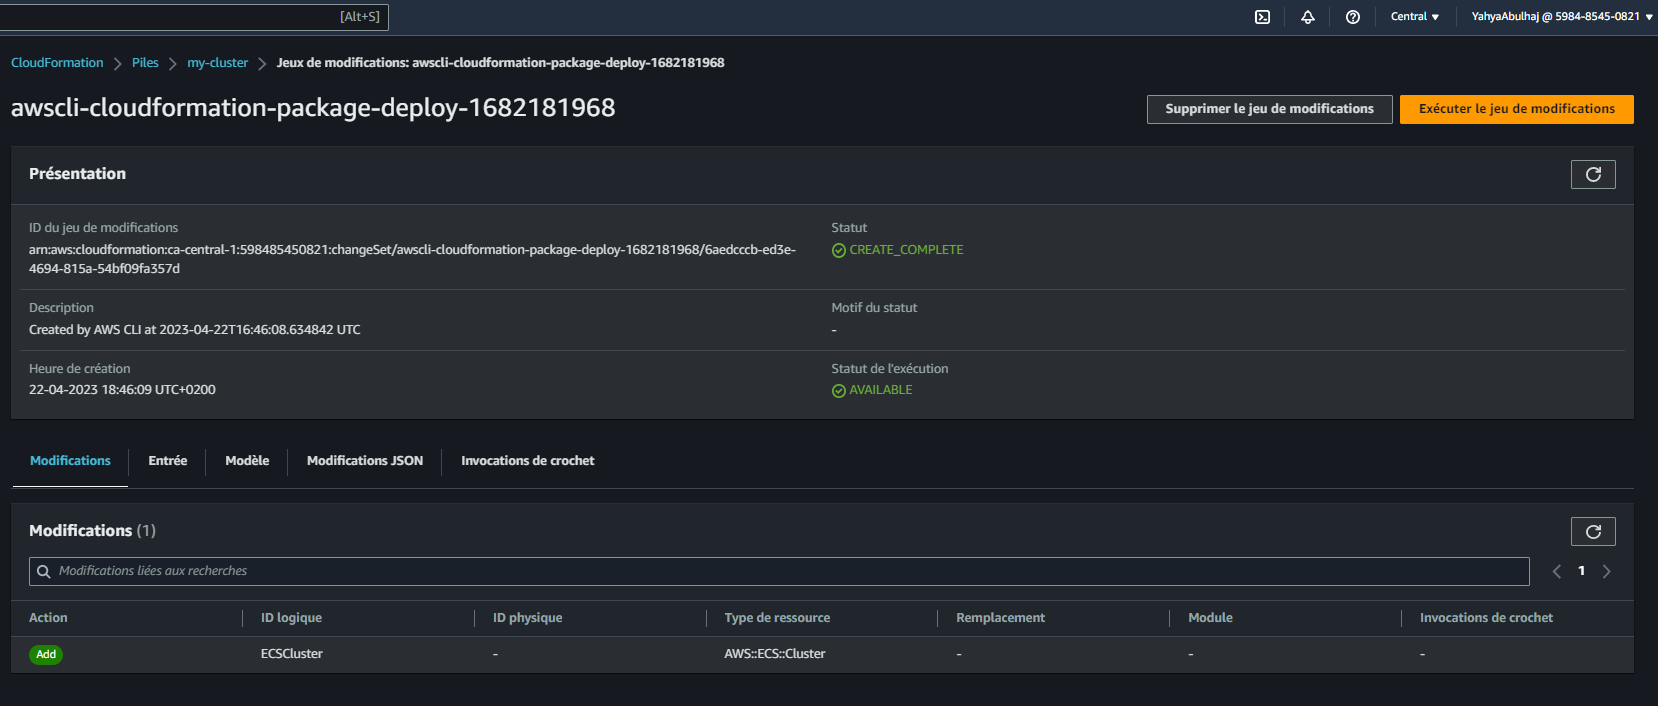 [Alt+S]
Central ▼
YahyaAbulhaj @ 5984-8545-0821 ▼
CloudFormation > Piles > my-cluster > Jeux de modifications: awscli-cloudformation-package-deploy-1682181968
awscli-cloudformation-package-deploy-1682181968
Supprimer le jeu de modifications
Exécuter le jeu de modifications
Présentation
ID du jeu de modifications
arn:aws:cloudformation:ca-central-1:598485450821:changeSet/awscli-cloudformation-package-deploy-1682181968/6aedcccb-ed3e-
4694-815a-54bf09fa357d
Statut
CREATE_COMPLETE
Description
Created by AWS CLI at 2023-04-22T16:46:08.634842 UTC
Motif du statut
-
Heure de création
22-04-2023 18:46:09 UTC+0200
Statut de l'exécution
AVAILABLE
Modifications
Entrée
Modèle
Modifications JSON
Invocations de crochet
Modifications (1)
Modifications liées aux recherches
< 1 >
Action ID logique ID physique Type de ressource Remplacement Module Invocations de crochet
Add ECSCluster - AWS::ECS::Cluster - - -